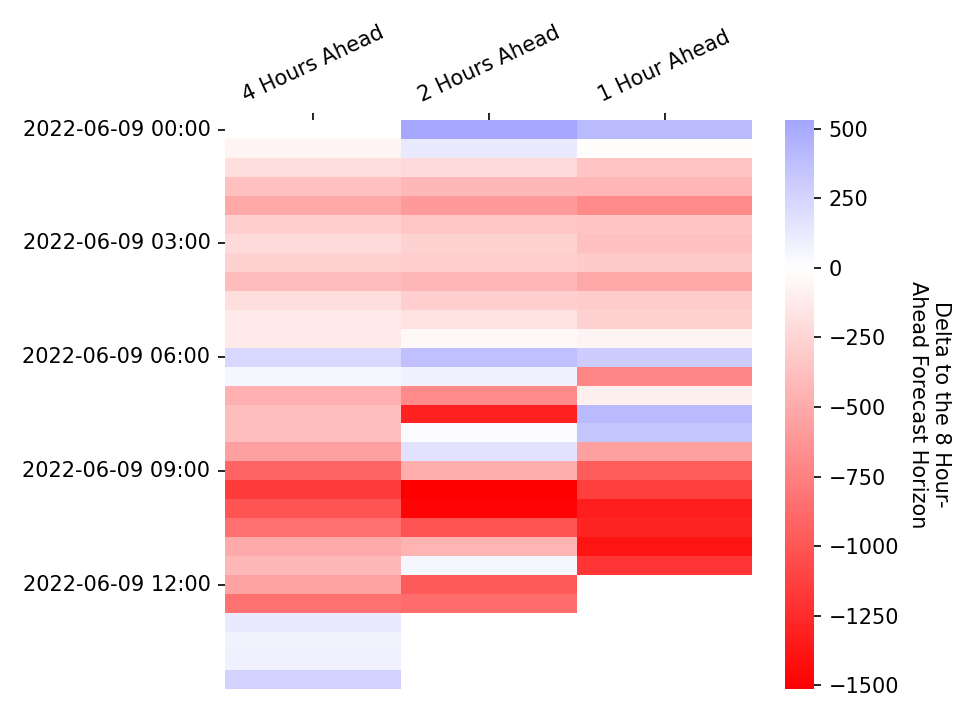 4 Hours Ahead
2 Hours Ahead
1 Hour Ahead
2022-06-09 00:00
2022-06-09 03:00
2022-06-09 06:00
2022-06-09 09:00
2022-06-09 12:00
500
250
0
−250
−500
−750
−1000
−1250
−1500
Delta to the 8 Hour-
Ahead Forecast Horizon